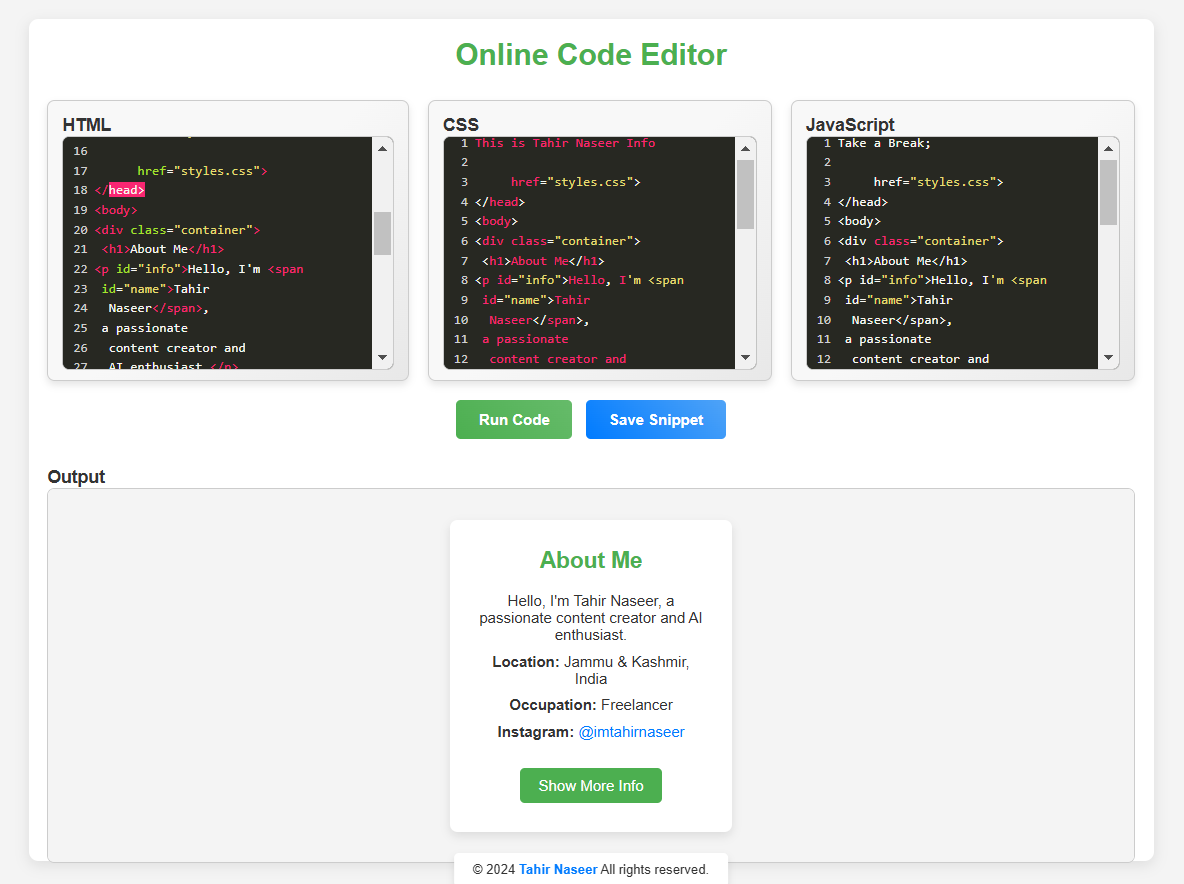 Online Code Editor
HTML
16
17 href="styles.css">
18 </head>
19 <body>
20 <div class="container">
21 <h1>About Me</h1>
22 <p id="info">Hello, I'm <span
23 id="name">Tahir
24 Naseer</span>,
25 a passionate
26 content creator and
27 AI enthusiast.</p>
CSS
1 This is Tahir Naseer Info
2
3 href="styles.css">
4 </head>
5 <body>
6 <div class="container">
7 <h1>About Me</h1>
8 <p id="info">Hello, I'm <span
9 id="name">Tahir
10 Naseer</span>,
11 a passionate
12 content creator and
JavaScript
1 Take a Break;
2
3 href="styles.css">
4 </head>
5 <body>
6 <div class="container">
7 <h1>About Me</h1>
8 <p id="info">Hello, I'm <span
9 id="name">Tahir
10 Naseer</span>,
11 a passionate
12 content creator and
Run Code
Save Snippet
Output
About Me
Hello, I'm Tahir Naseer, a
passionate content creator and AI
enthusiast.
Location: Jammu & Kashmir,
India
Occupation: Freelancer
Instagram: @imtahirnaseer
Show More Info
© 2024 Tahir Naseer All rights reserved.